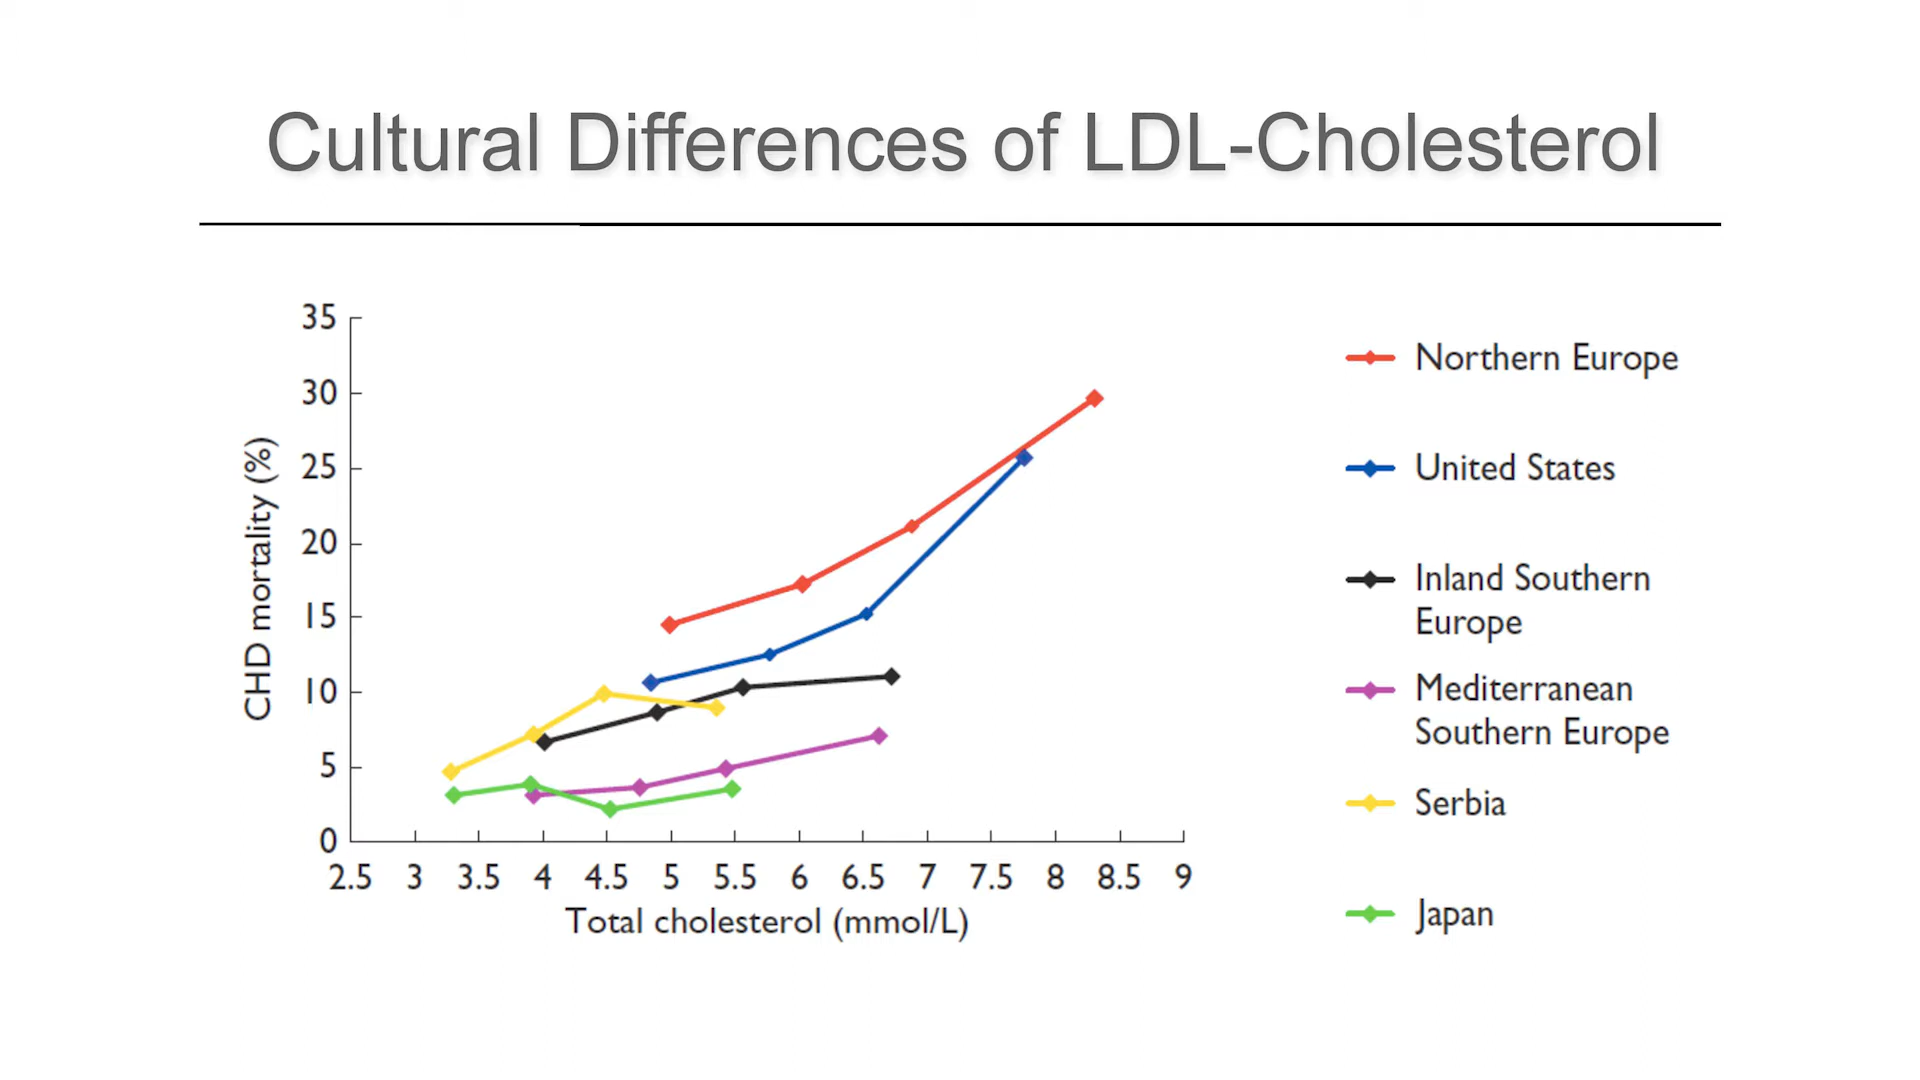 Cultural Differences of LDL-Cholesterol
35
30
25
20
15
10
5
0
CHD mortality (%)
2.5 3 3.5 4 4.5 5 5.5 6 6.5 7 7.5 8 8.5 9
Total cholesterol (mmol/L)
Northern Europe
United States
Inland Southern
Europe
Mediterranean
Southern Europe
Serbia
Japan